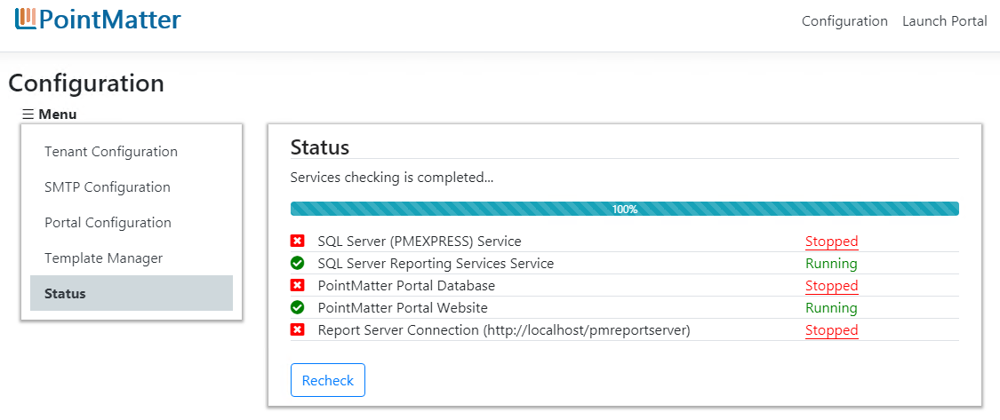 PointMatter
Configuration Launch Portal
Configuration
☰ Menu
Tenant Configuration
SMTP Configuration
Portal Configuration
Template Manager
Status
Status
Services checking is completed...
100%
SQL Server (PMEXPRESS) Service Stopped
SQL Server Reporting Services Service Running
PointMatter Portal Database Stopped
PointMatter Portal Website Running
Report Server Connection (http://localhost/pmreportserver) Stopped
Recheck